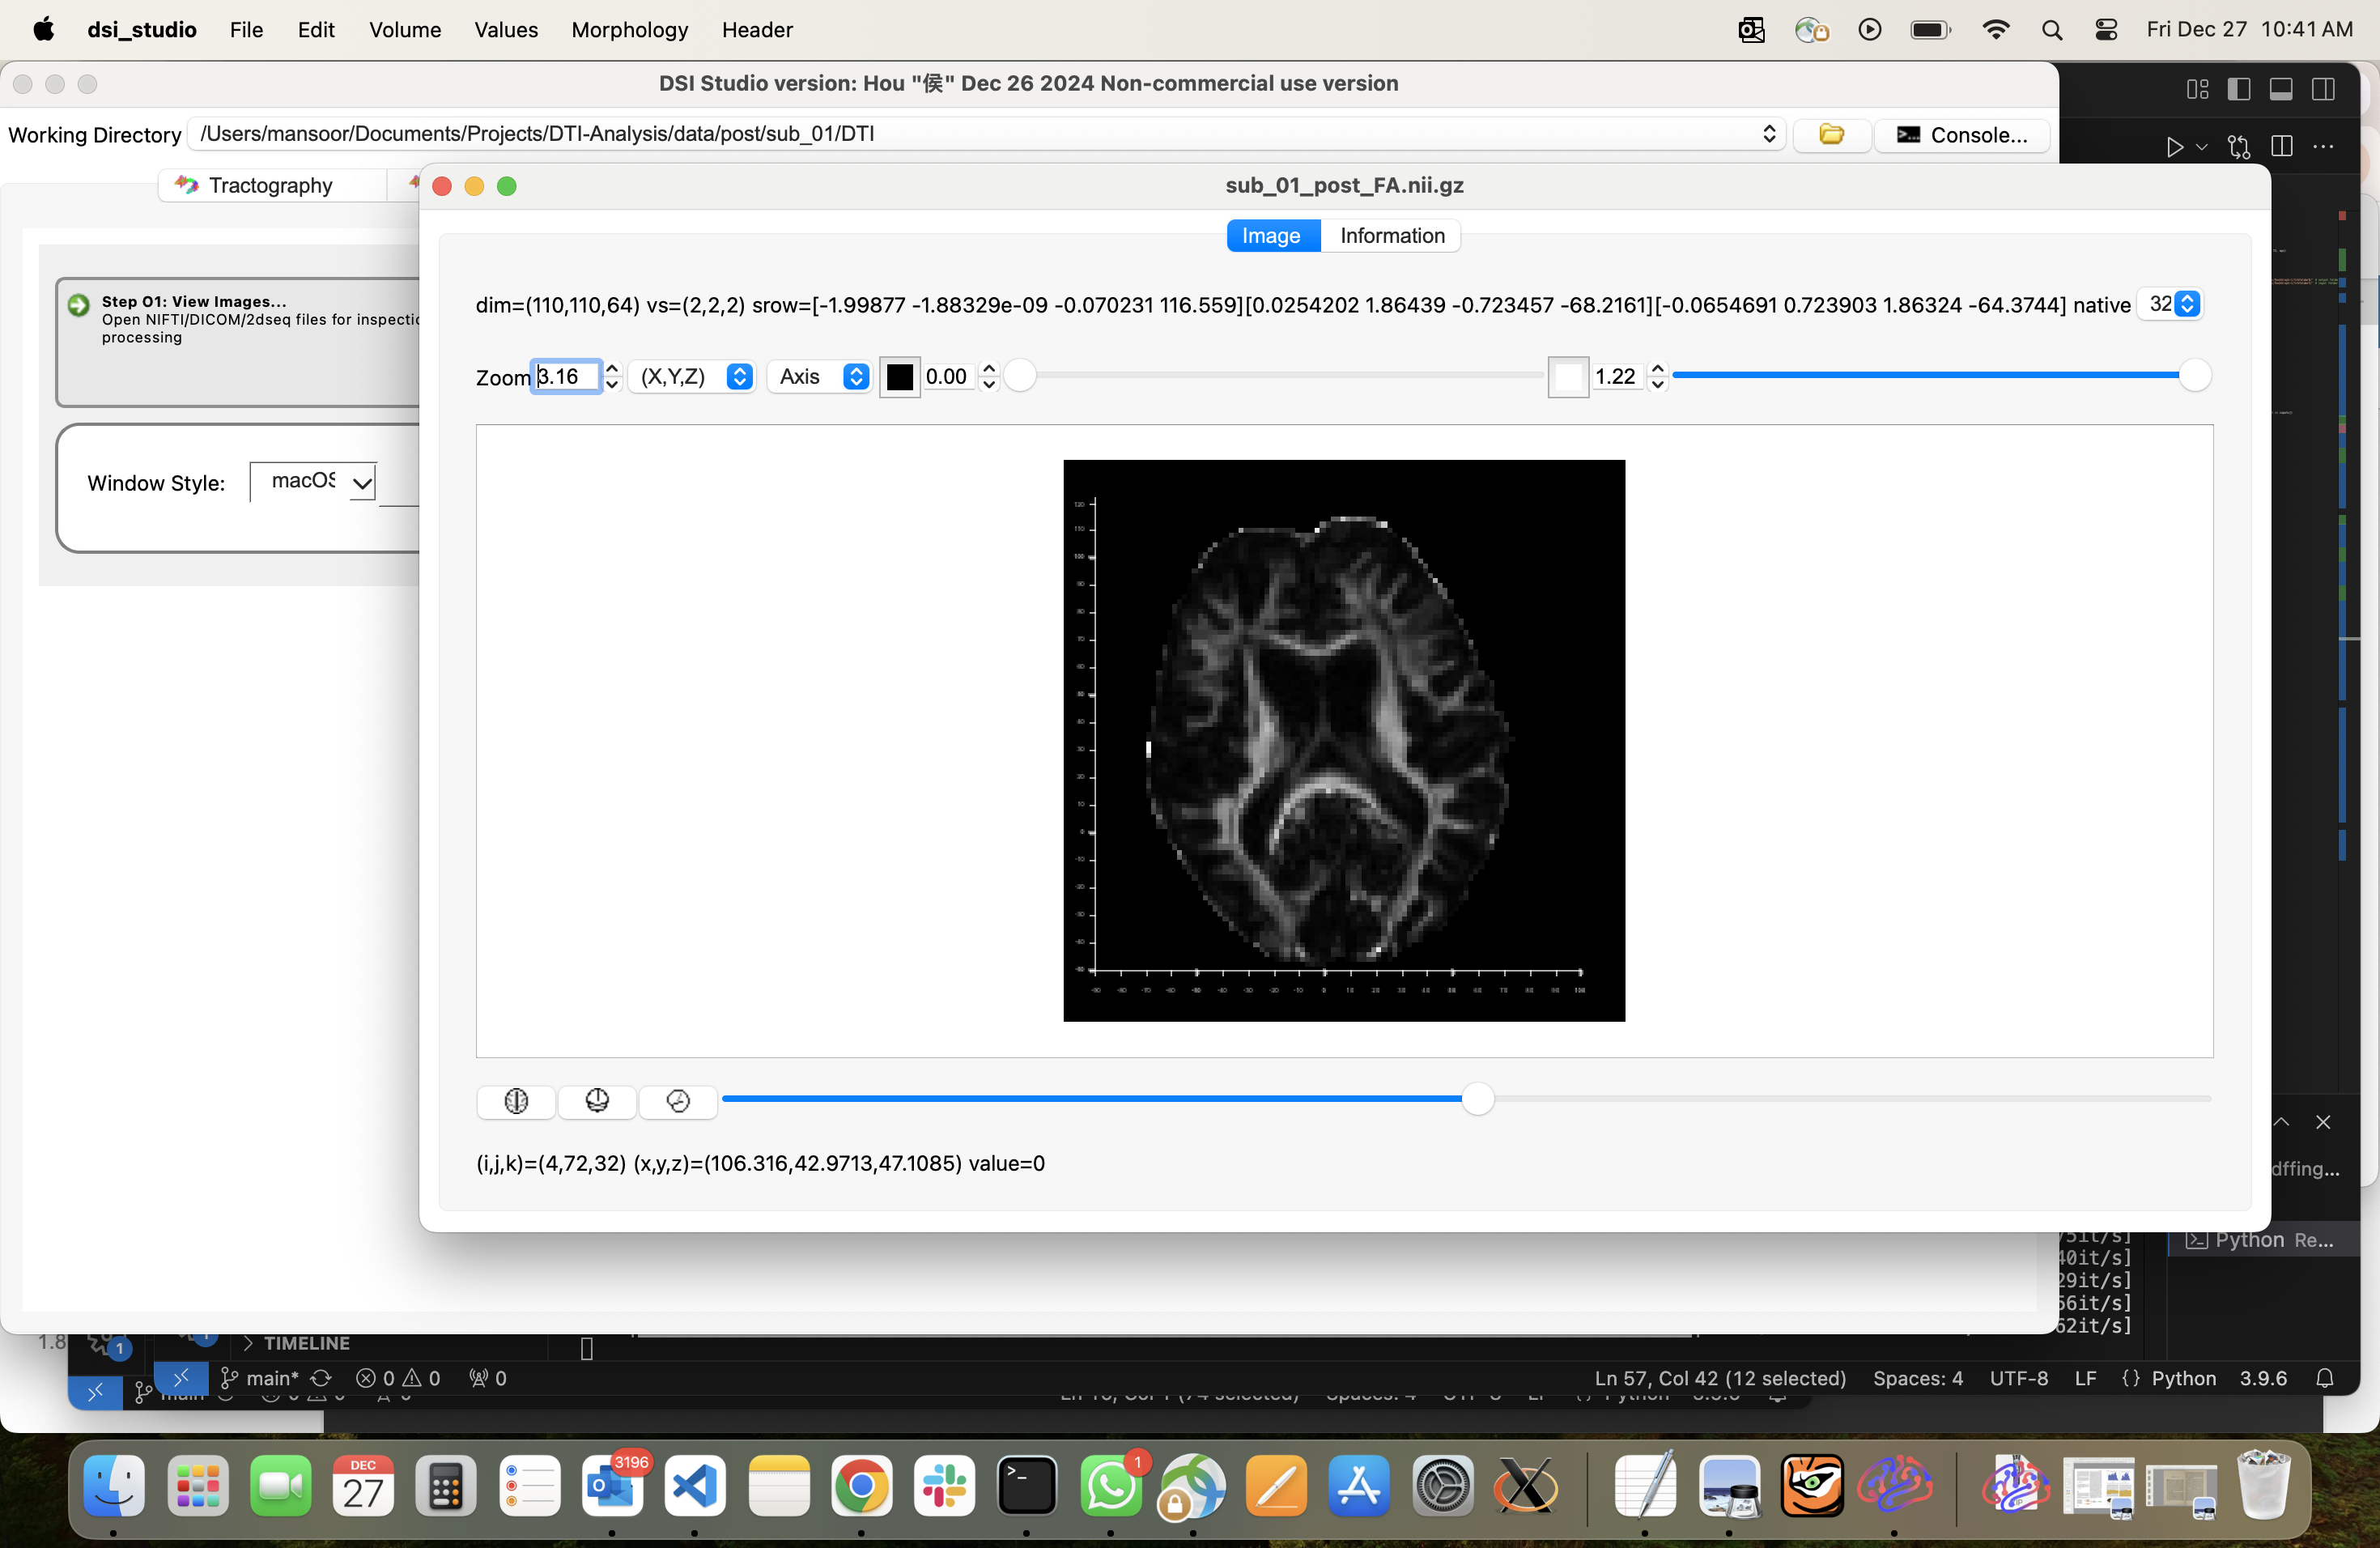 dsi_studio File Edit Volume Values Morphology Header Fri Dec 27 10:41 AM
DSI Studio version: Hou "侯" Dec 26 2024 Non-commercial use version
Working Directory /Users/mansoor/Documents/Projects/DTI-Analysis/data/post/sub_01/DTI Console...
Tractography
sub_01_post_FA.nii.gz
Image Information
Step O1: View Images...
Open NIFTI/DICOM/2dseq files for inspectio
processing
dim=(110,110,64) vs=(2,2,2) srow=[-1.99877 -1.88329e-09 -0.070231 116.559][0.0254202 1.86439 -0.723457 -68.2161][-0.0654691 0.723903 1.86324 -64.3744] native 32
Zoom 3.16 (X,Y,Z) Axis 0.00 1.22
Window Style: macOS
(i,j,k)=(4,72,32) (x,y,z)=(106.316,42.9713,47.1085) value=0
dffing...
Python Re...
75it/s]
40it/s]
29it/s]
56it/s]
52it/s]
1.8 1 TIMELINE
main* 0 0 0 Ln 57, Col 42 (12 selected) Spaces: 4 UTF-8 LF {} Python 3.9.6
DEC
27
3196
1